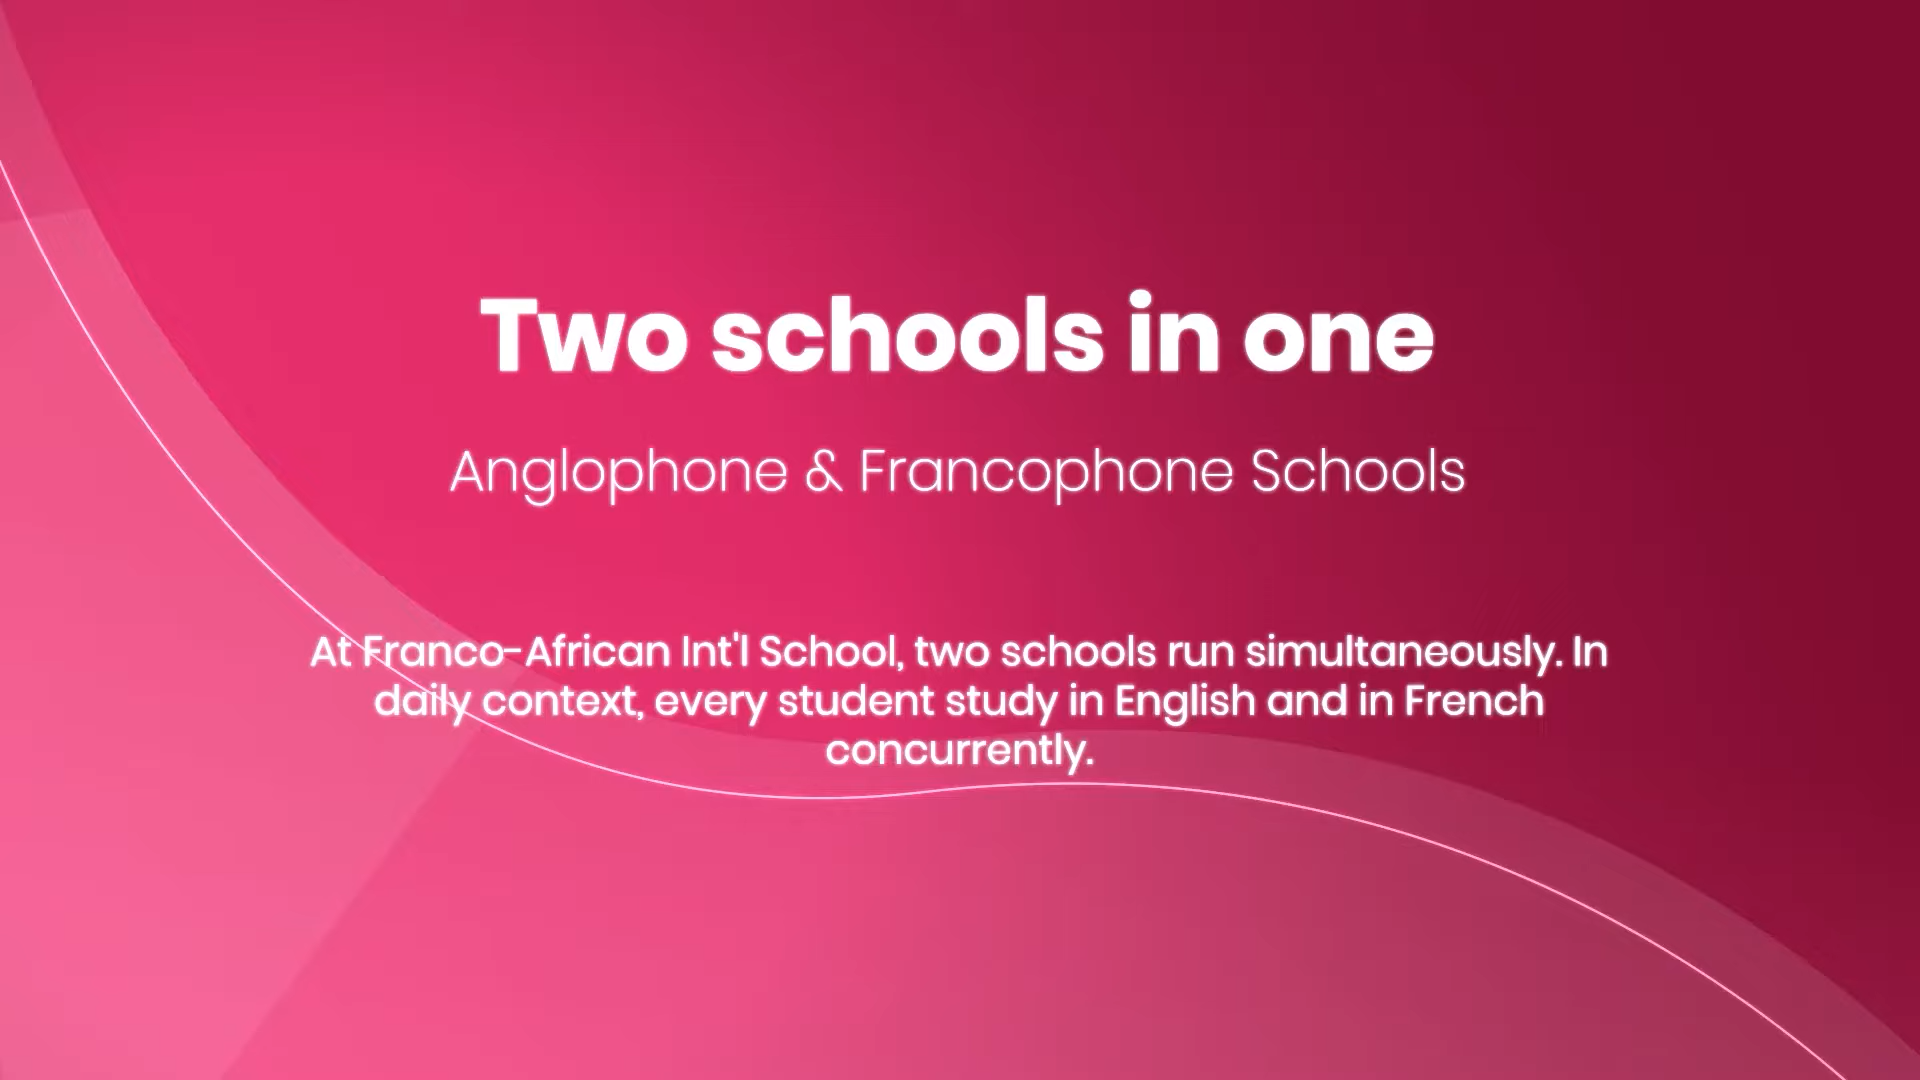 Two schools in one
Anglophone & Francophone Schools
At Franco-African Int'l School, two schools run simultaneously. In
daily context, every student study in English and in French
concurrently.